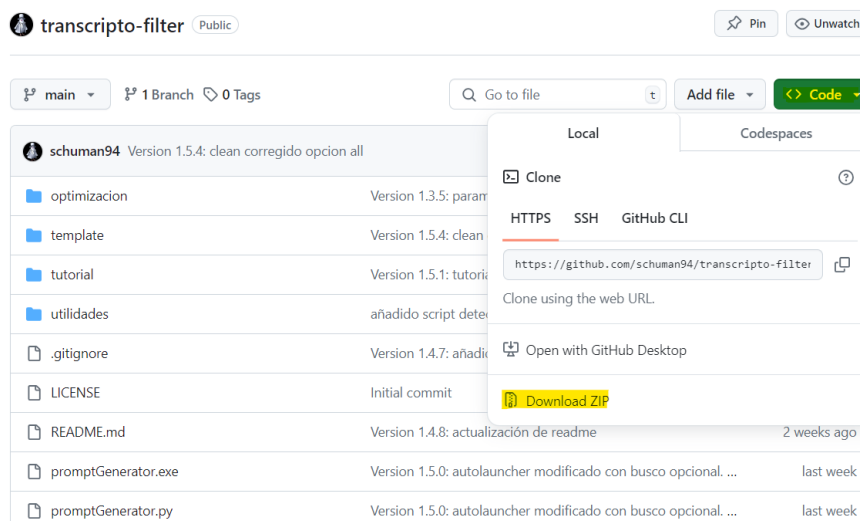 transcripto-filter Public Pin Unwatch
main 1 Branch 0 Tags Go to file t Add file Code
Local Codespaces
schuman94 Version 1.5.4: clean corregido opcion all
Clone
optimizacion Version 1.3.5: param
HTTPS SSH GitHub CLI
template Version 1.5.4: clean
https://github.com/schuman94/transcripto-filter
tutorial Version 1.5.1: tutoria
Clone using the web URL.
utilidades añadido script dete
.gitignore Version 1.4.7: añadi
Open with GitHub Desktop
LICENSE Initial commit
Download ZIP
README.md Version 1.4.8: actualización de readme 2 weeks ago
promptGenerator.exe Version 1.5.0: autolauncher modificado con busco opcional. ... last week
promptGenerator.py Version 1.5.0: autolauncher modificado con busco opcional. ... last week